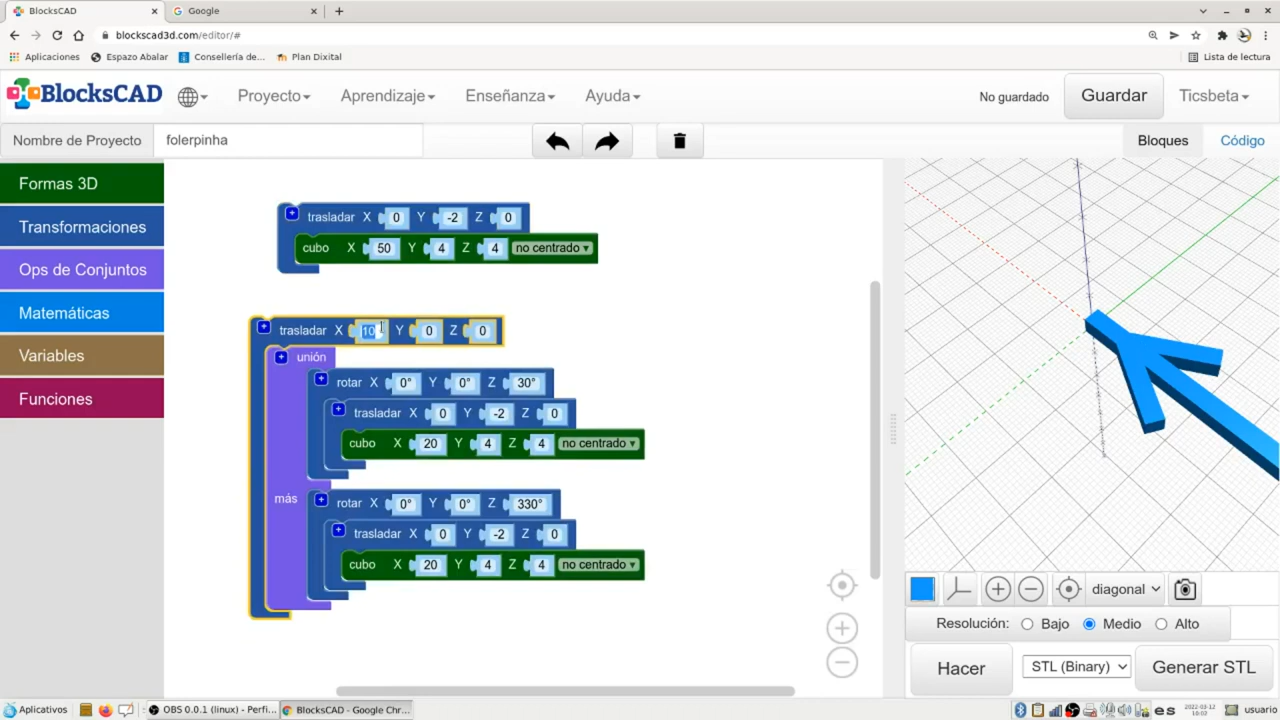 BlocksCAD
Google
blockscad3d.com/editor/#
Aplicaciones
Espazo Abalar
Consellería de...
Plan Dixital
Lista de lectura
BlocksCAD
Proyecto
Aprendizaje
Enseñanza
Ayuda
No guardado
Guardar
Ticsbeta
Nombre de Proyecto
folerpinha
Bloques
Código
Formas 3D
Transformaciones
Ops de Conjuntos
Matemáticas
Variables
Funciones
trasladar X 0 Y -2 Z 0
cubo X 50 Y 4 Z 4 no centrado
trasladar X 10 Y 0 Z 0
unión
rotar X 0° Y 0° Z 30°
trasladar X 0 Y -2 Z 0
cubo X 20 Y 4 Z 4 no centrado
más
rotar X 0° Y 0° Z 330°
trasladar X 0 Y -2 Z 0
cubo X 20 Y 4 Z 4 no centrado
diagonal
Resolución: Bajo Medio Alto
Hacer
STL (Binary)
Generar STL
Aplicativos
OBS 0.0.1 (linux) - Perfi...
BlocksCAD - Google Chr...
es
2022-03-12
usuario